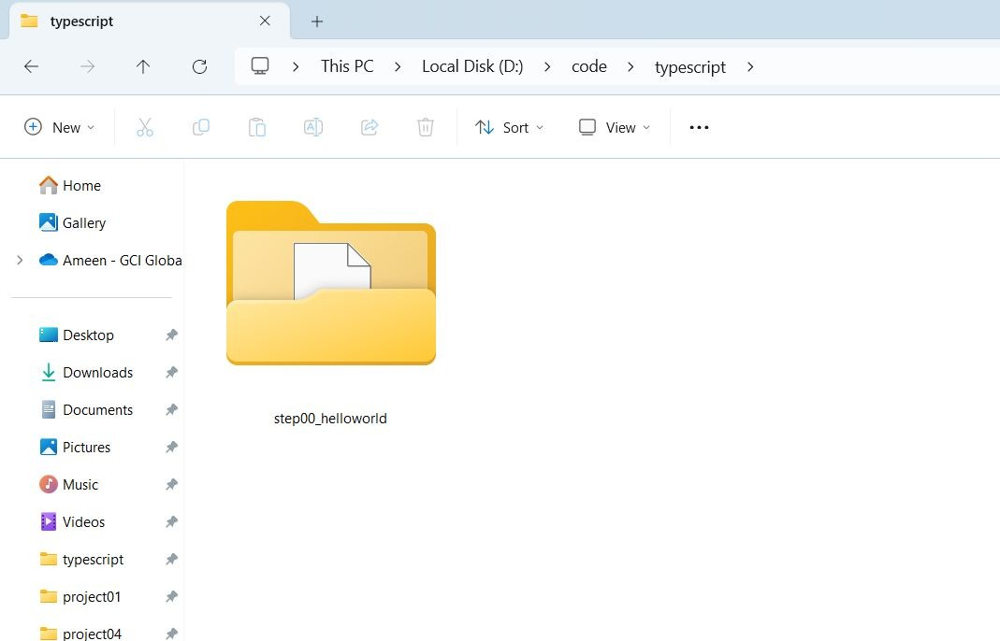 typescript
This PC > Local Disk (D:) > code > typescript >
New
Sort
View
Home
Gallery
Ameen - GCI Globa
Desktop
Downloads
Documents
Pictures
Music
Videos
typescript
project01
project04
step00_helloworld